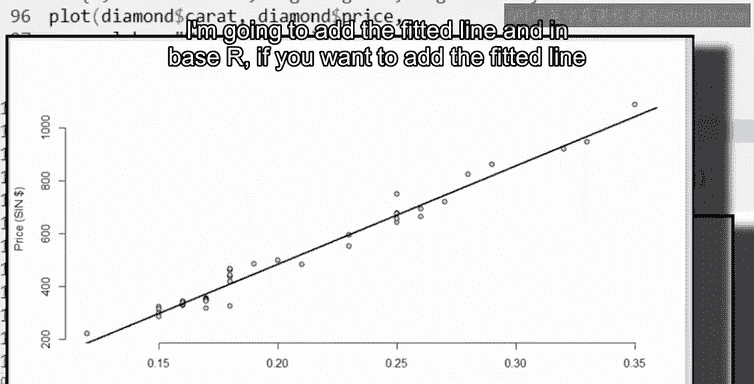 96 plot(diamond$carat, diamond$price,
I'm going to add the fitted line and in
base R, if you want to add the fitted line
Price (SIN $)
1000
800
600
400
200
0.15 0.20 0.25 0.30 0.35